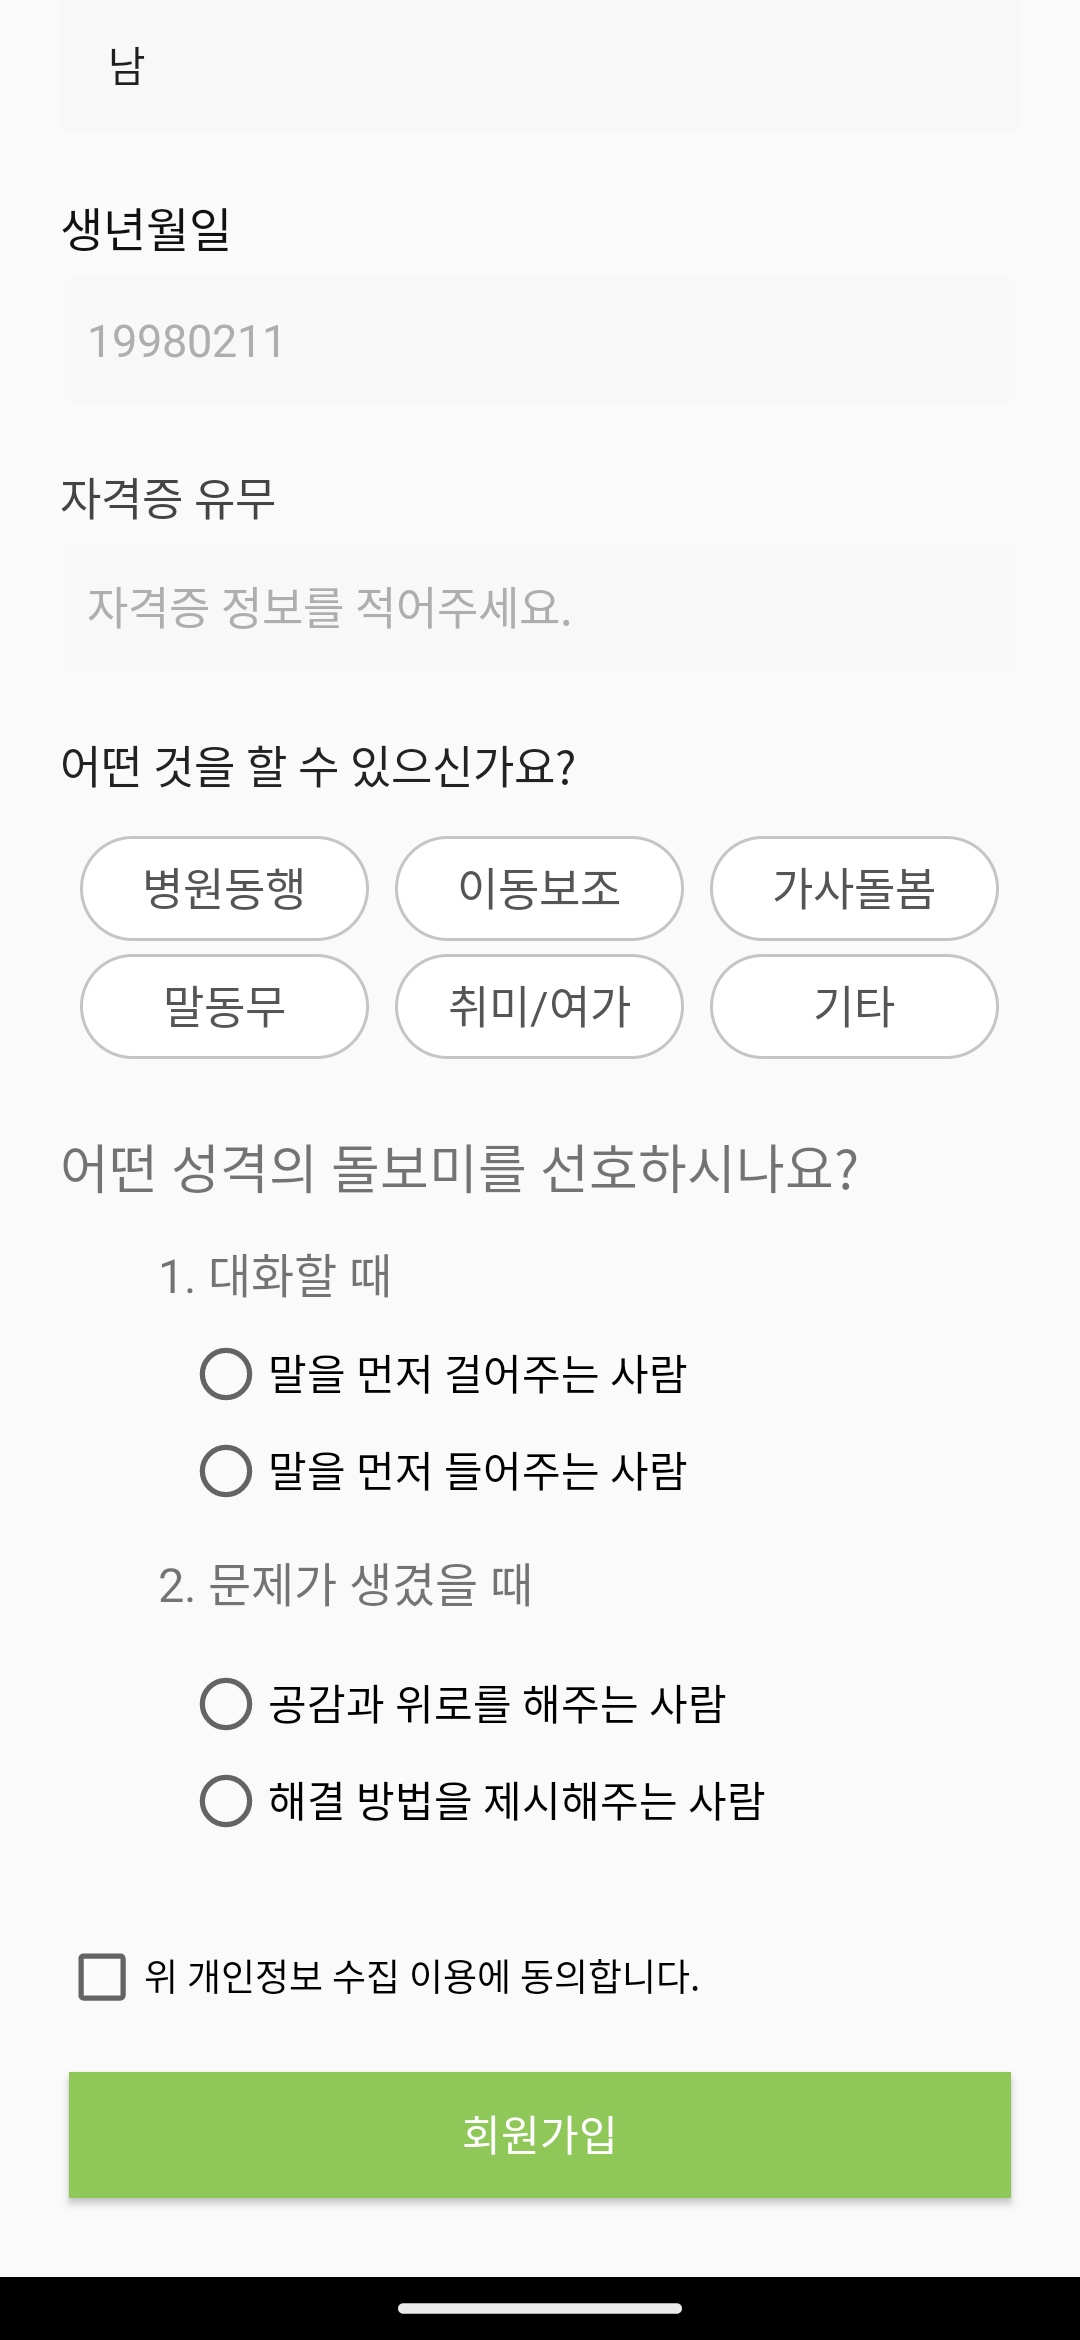 남
생년월일
19980211
자격증 유무
자격증 정보를 적어주세요.
어떤 것을 할 수 있으신가요?
병원동행 이동보조 가사돌봄
말동무 취미/여가 기타
어떤 성격의 돌보미를 선호하시나요?
1. 대화할 때
말을 먼저 걸어주는 사람
말을 먼저 들어주는 사람
2. 문제가 생겼을 때
공감과 위로를 해주는 사람
해결 방법을 제시해주는 사람
위 개인정보 수집 이용에 동의합니다.
회원가입